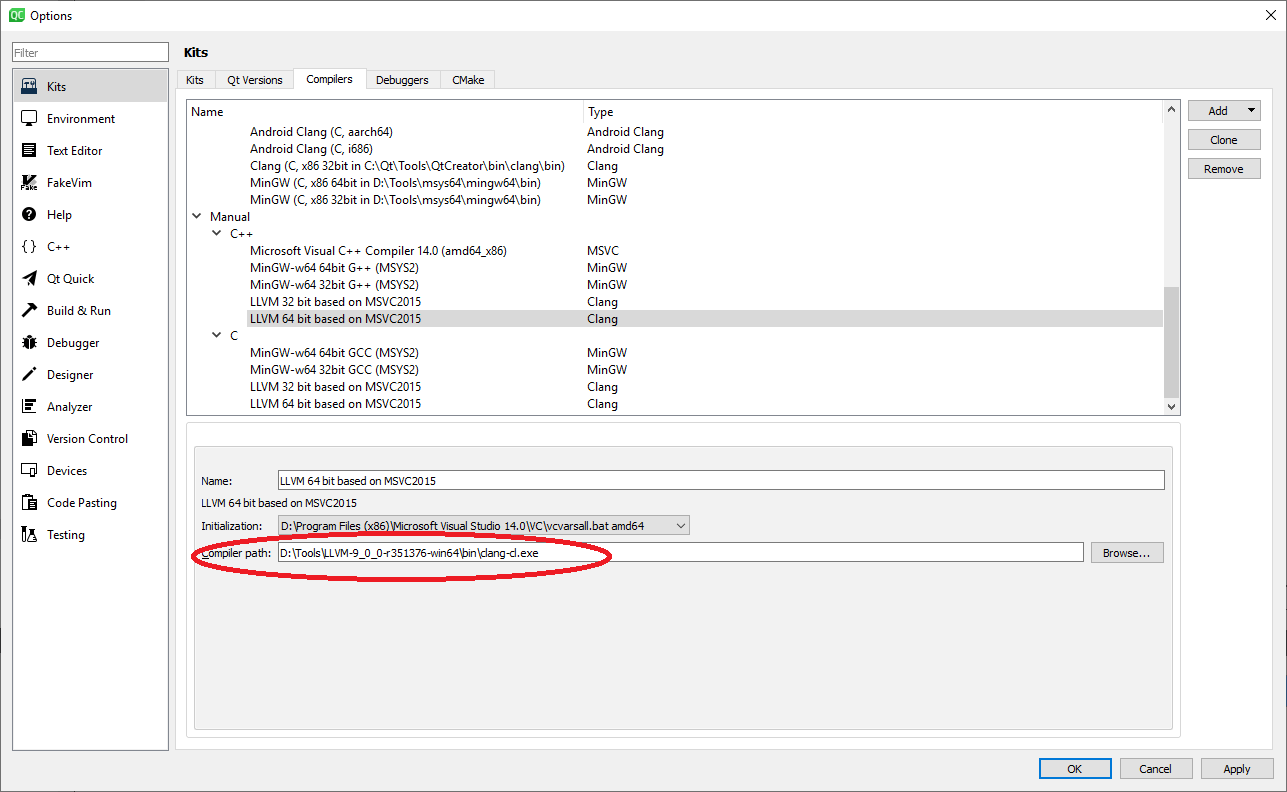 QC Options
Filter
Kits
Environment
Text Editor
Fake
FakeVim
Help
{} C++
Qt Quick
Build & Run
Debugger
Designer
Analyzer
Version Control
Devices
Code Pasting
Testing
Kits
Kits Qt Versions Compilers Debuggers CMake
Name Type
Android Clang (C, aarch64) Android Clang
Android Clang (C, i686) Android Clang
Clang (C, x86 32bit in C:\Qt\Tools\QtCreator\bin\clang\bin) Clang
MinGW (C, x86 64bit in D:\Tools\msys64\mingw64\bin) MinGW
MinGW (C, x86 32bit in D:\Tools\msys64\mingw64\bin) MinGW
Manual
C++
Microsoft Visual C++ Compiler 14.0 (amd64_x86) MSVC
MinGW-w64 64bit G++ (MSYS2) MinGW
MinGW-w64 32bit G++ (MSYS2) MinGW
LLVM 32 bit based on MSVC2015 Clang
LLVM 64 bit based on MSVC2015 Clang
C
MinGW-w64 64bit GCC (MSYS2) MinGW
MinGW-w64 32bit GCC (MSYS2) MinGW
LLVM 32 bit based on MSVC2015 Clang
LLVM 64 bit based on MSVC2015 Clang
Add
Clone
Remove
Name: LLVM 64 bit based on MSVC2015
LLVM 64 bit based on MSVC2015
Initialization: D:\Program Files (x86)\Microsoft Visual Studio 14.0\VC\vcvarsall.bat amd64
Compiler path: D:\Tools\LLVM-9_0_0-r351376-win64\bin\clang-cl.exe Browse...
OK Cancel Apply